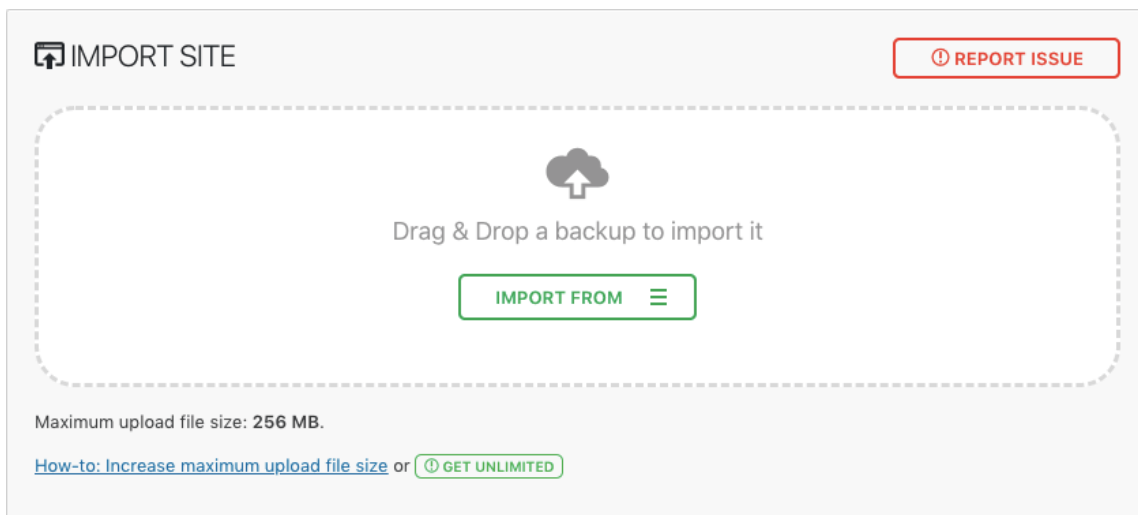 IMPORT SITE
REPORT ISSUE
Drag & Drop a backup to import it
IMPORT FROM
Maximum upload file size: 256 MB.
How-to: Increase maximum upload file size or GET UNLIMITED